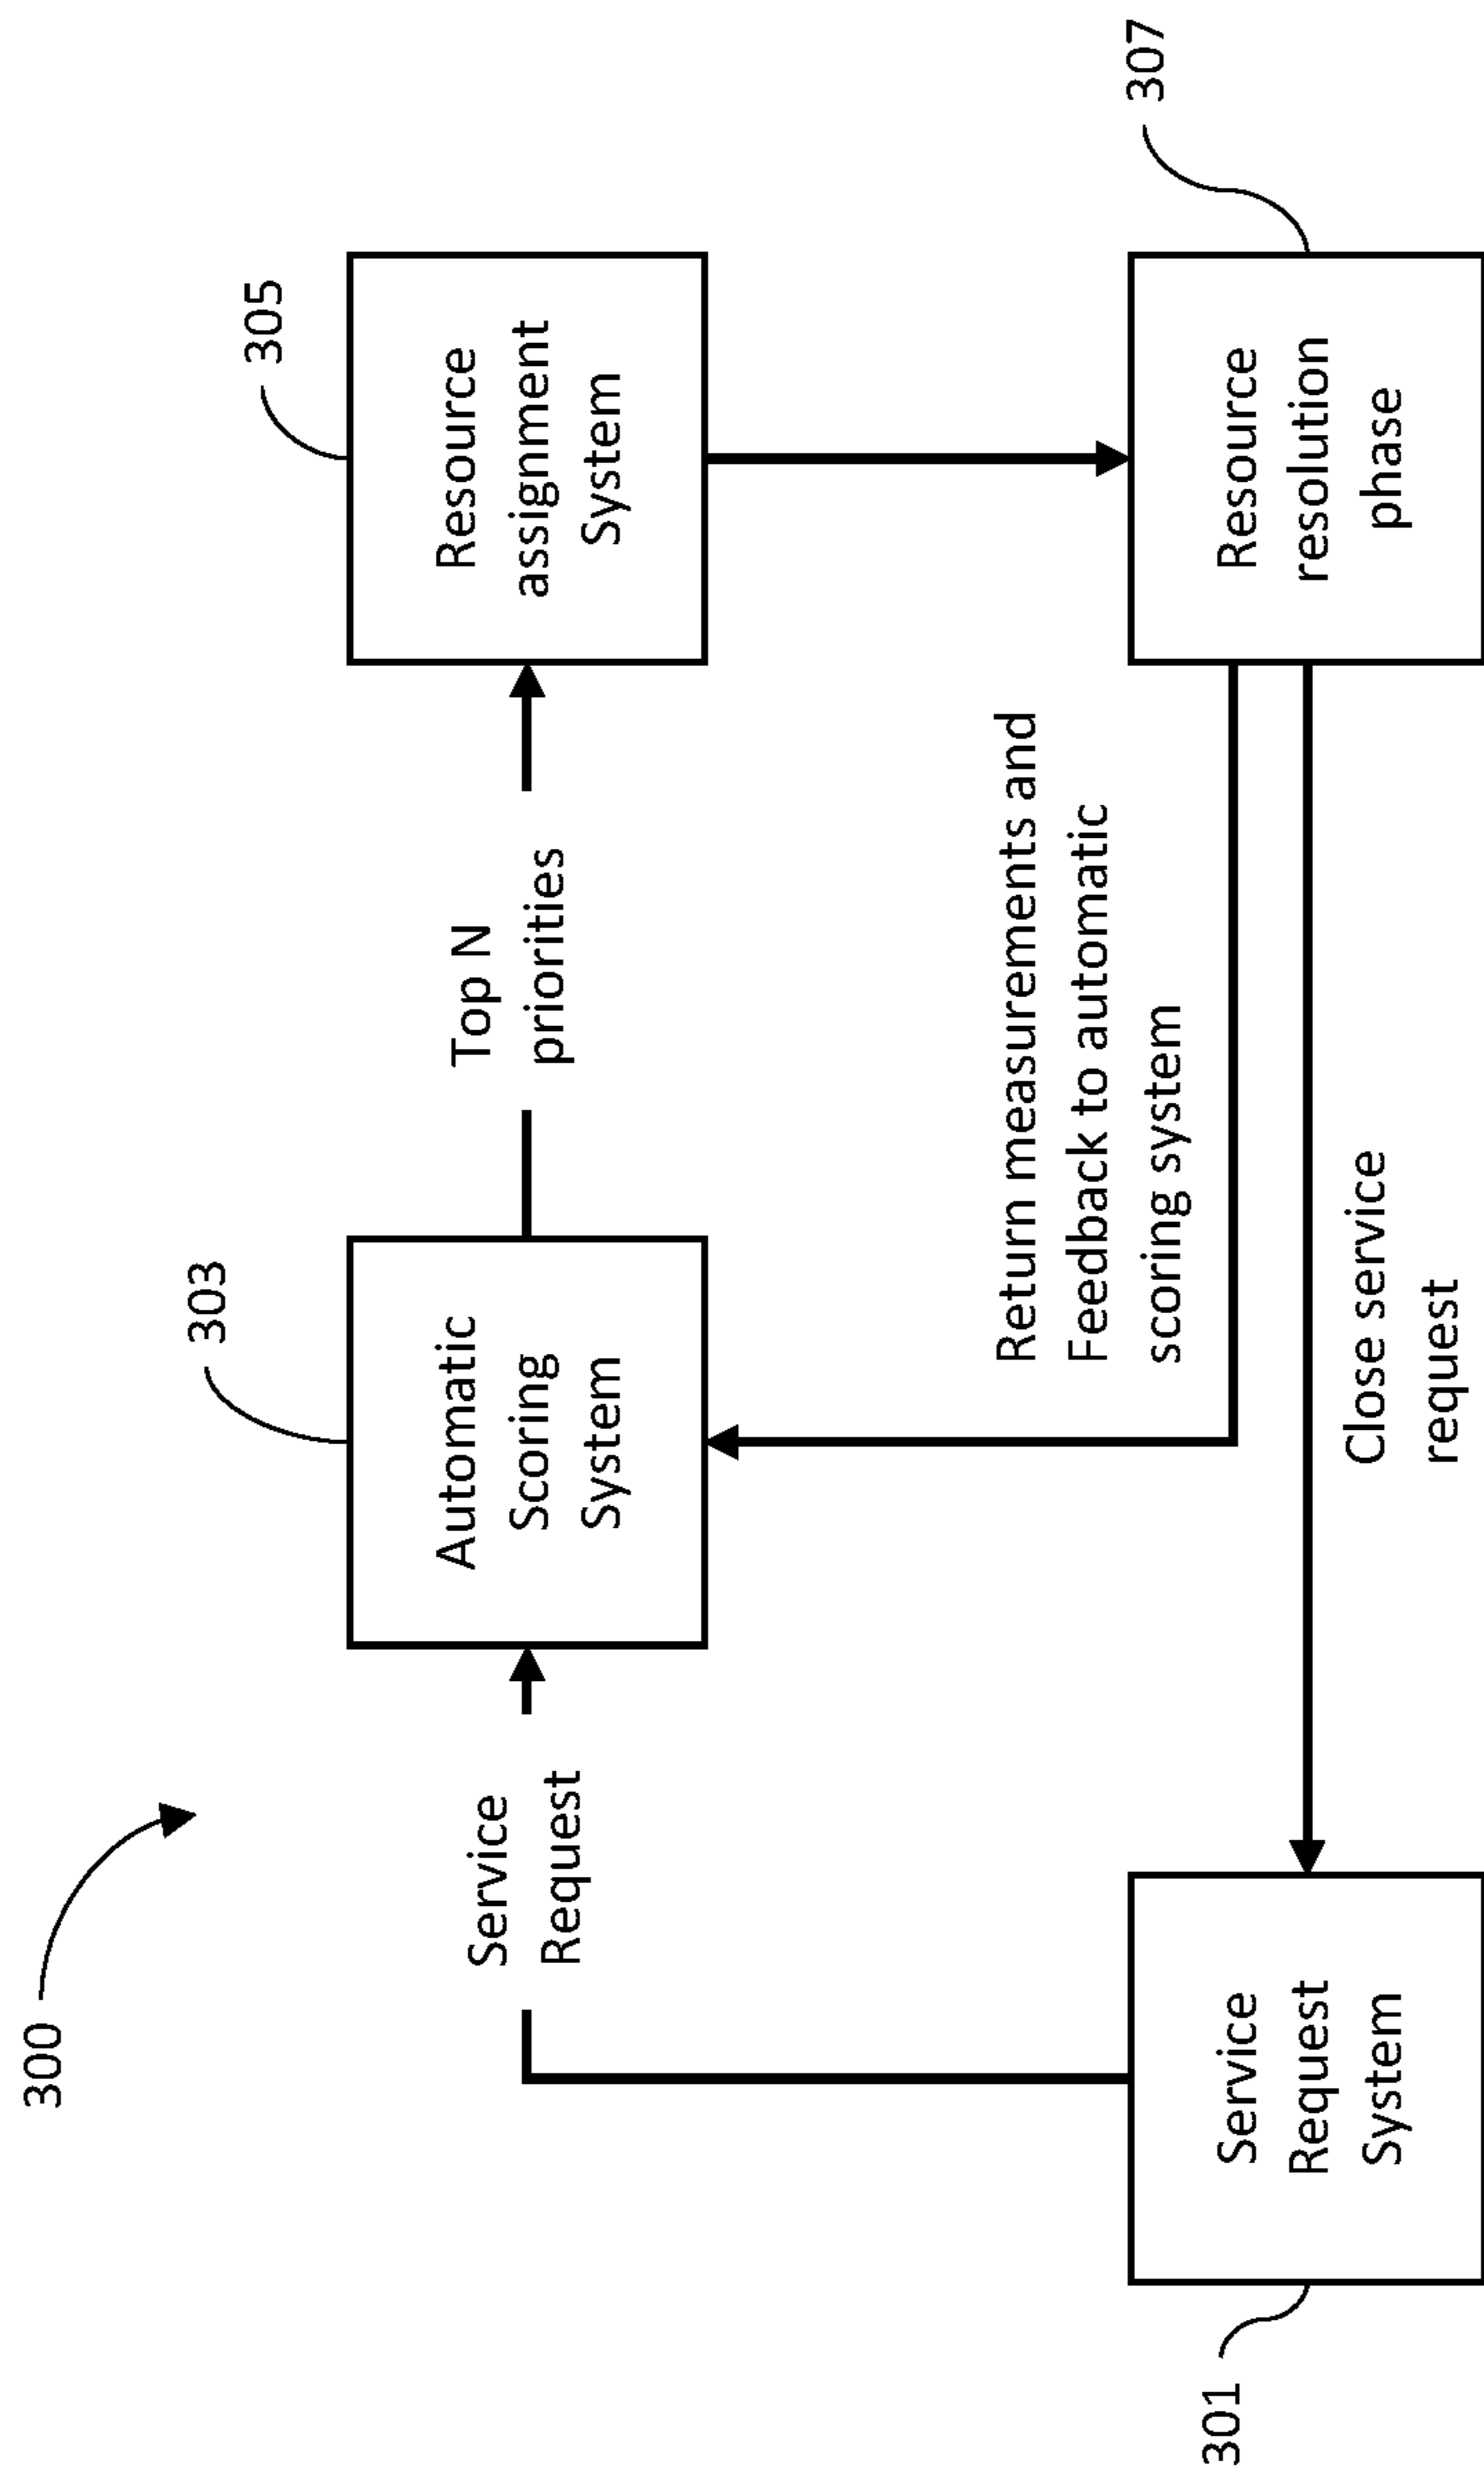 300
303
305
Service
Request
Automatic
Scoring
System
Top N
priorities
Resource
assignment
System
Return measurements and
Feedback to automatic
scoring system
301
Service
Request
System
Close service
request
Resource
resolution
phase
307